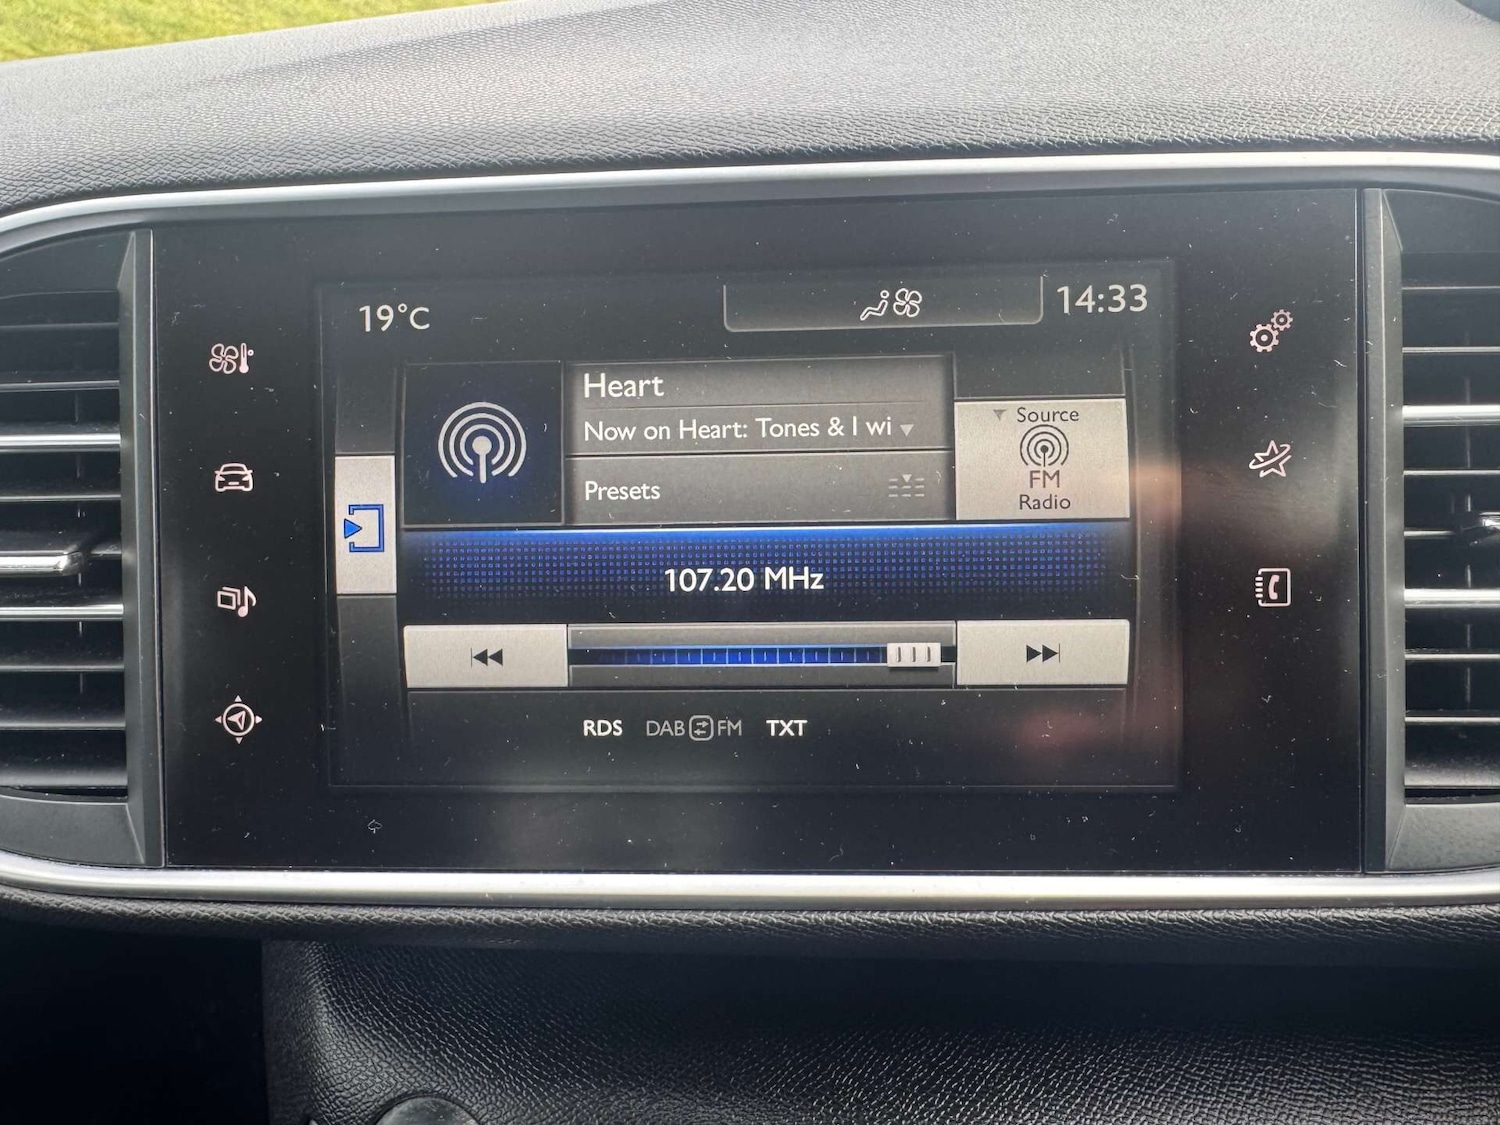 19°C
14:33
Heart
Now on Heart: Tones & I wi
Presets
Source
FM
Radio
107.20 MHz
RDS DAB FM TXT